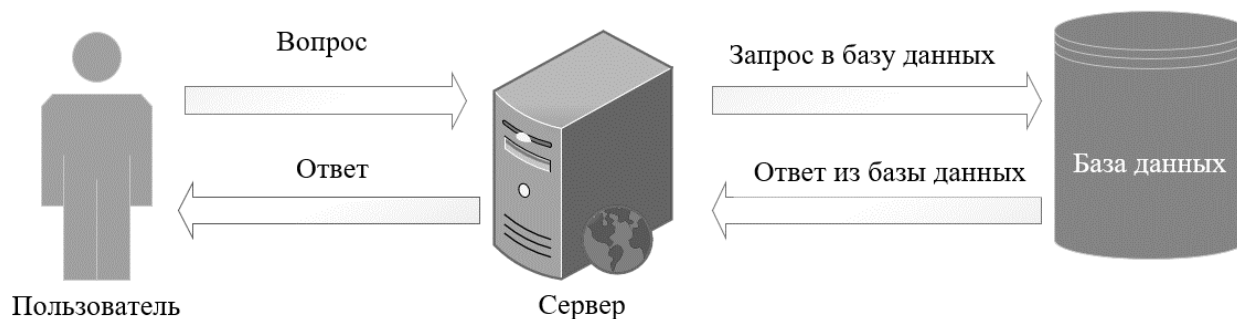 Вопрос
Запрос в базу данных
Ответ
Ответ из базы данных
База данных
Пользователь
Сервер